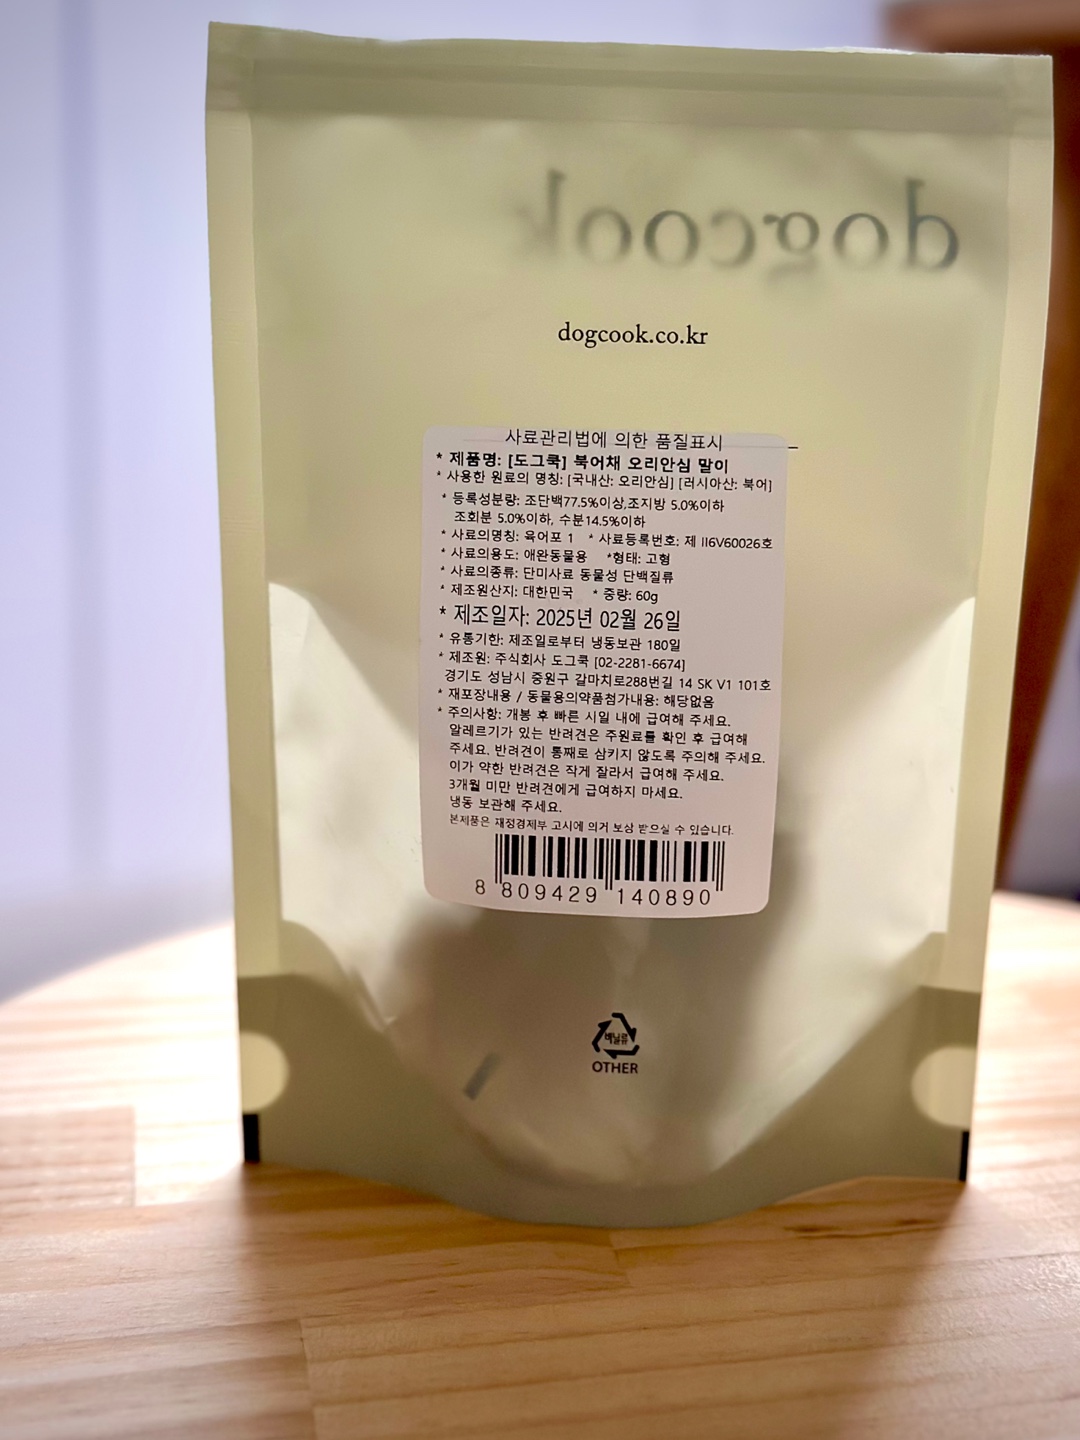 dogcook
dogcook.co.kr
사료관리법에 의한 품질표시
* 제품명: [도그쿡] 북어채 오리안심 말이
* 사용한 원료의 명칭: [국내산: 오리안심] [러시아산: 북어]
* 등록성분량: 조단백77.5%이상,조지방 5.0%이하
조회분 5.0%이하, 수분14.5%이하
* 사료의명칭: 육어포 1 * 사료등록번호: 제 II6V60026호
* 사료의용도: 애완동물용 *형태: 고형
* 사료의종류: 단미사료 동물성 단백질류
* 제조원산지: 대한민국 * 중량: 60g
* 제조일자: 2025년 02월 26일
* 유통기한: 제조일로부터 냉동보관 180일
* 제조원: 주식회사 도그쿡 [02-2281-6674]
경기도 성남시 중원구 갈마치로288번길 14 SK V1 101호
* 재포장내용 / 동물용의약품첨가내용: 해당없음
* 주의사항: 개봉 후 빠른 시일 내에 급여해 주세요.
알레르기가 있는 반려견은 주원료를 확인 후 급여해
주세요. 반려견이 통째로 삼키지 않도록 주의해 주세요.
이가 약한 반려견은 작게 잘라서 급여해 주세요.
3개월 미만 반려견에게 급여하지 마세요.
냉동 보관해 주세요.
본제품은 재정경제부 고시에 의거 보상 받으실 수 있습니다.
8 809429 140890
비닐류
OTHER